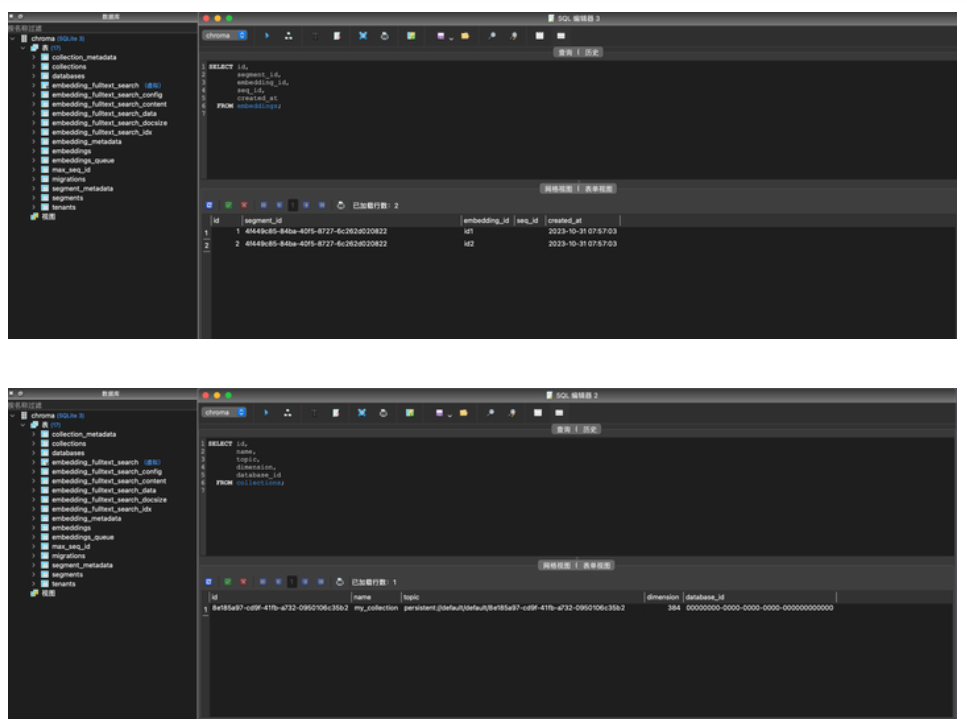 数据库
按名称过滤
chroma (SQLite 3)
表 (17)
collection_metadata
collections
databases
embedding_fulltext_search (虚拟)
embedding_fulltext_search_config
embedding_fulltext_search_content
embedding_fulltext_search_data
embedding_fulltext_search_docsize
embedding_fulltext_search_idx
embedding_metadata
embeddings
embeddings_queue
max_seq_id
migrations
segment_metadata
segments
tenants
视图
SQL 编辑器 3
chroma
查询 历史
1 SELECT id,
2 segment_id,
3 embedding_id,
4 seq_id,
5 created_at
6 FROM embeddings;
7
网格视图 表单视图
已加载行数: 2
id segment_id embedding_id seq_id created_at
1 1 4f449c85-84ba-40f5-8727-6c262d020822 id1 2023-10-31 07:57:03
2 2 4f449c85-84ba-40f5-8727-6c262d020822 id2 2023-10-31 07:57:03
数据库
按名称过滤
chroma (SQLite 3)
表 (17)
collection_metadata
collections
databases
embedding_fulltext_search (虚拟)
embedding_fulltext_search_config
embedding_fulltext_search_content
embedding_fulltext_search_data
embedding_fulltext_search_docsize
embedding_fulltext_search_idx
embedding_metadata
embeddings
embeddings_queue
max_seq_id
migrations
segment_metadata
segments
tenants
视图
SQL 编辑器 2
chroma
查询 历史
1 SELECT id,
2 name,
3 topic,
4 dimension,
5 database_id
6 FROM collections;
7
网格视图 表单视图
已加载行数: 1
id name topic dimension database_id
1 8e185a97-cd9f-41fb-a732-0950106c35b2 my_collection persistent://default/default/8e185a97-cd9f-41fb-a732-0950106c35b2 384 00000000-0000-0000-0000-000000000000